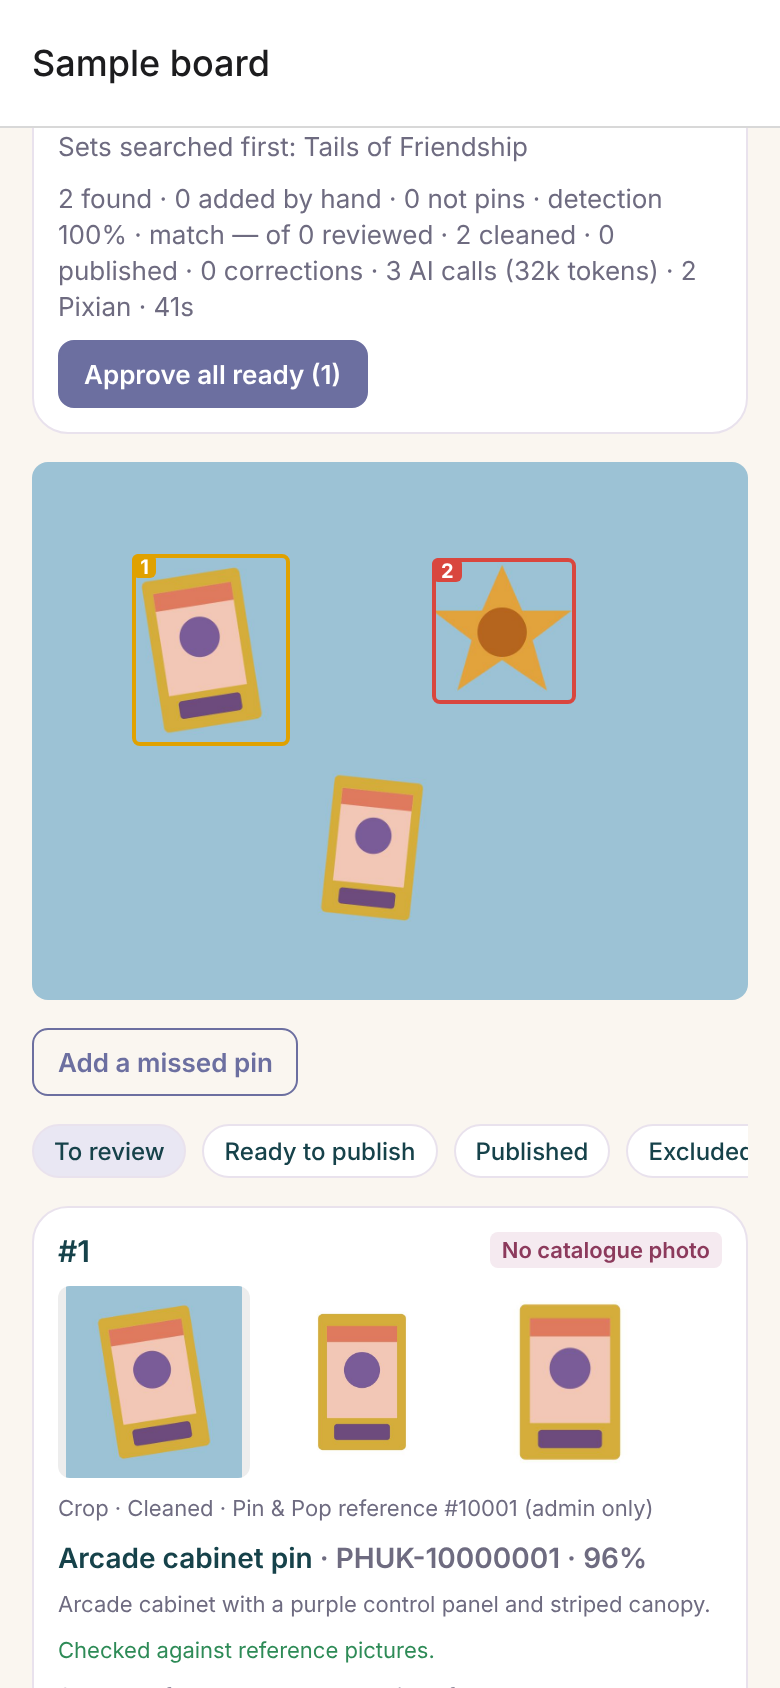 Sample board
Sets searched first: Tails of Friendship
2 found · 0 added by hand · 0 not pins · detection
100% · match — of 0 reviewed · 2 cleaned · 0
published · 0 corrections · 3 AI calls (32k tokens) · 2
Pixian · 41s
Approve all ready (1)
1
2
Add a missed pin
To review
Ready to publish
Published
Excluded
#1
No catalogue photo
Crop · Cleaned · Pin & Pop reference #10001 (admin only)
Arcade cabinet pin · PHUK-10000001 · 96%
Arcade cabinet with a purple control panel and striped canopy.
Checked against reference pictures.